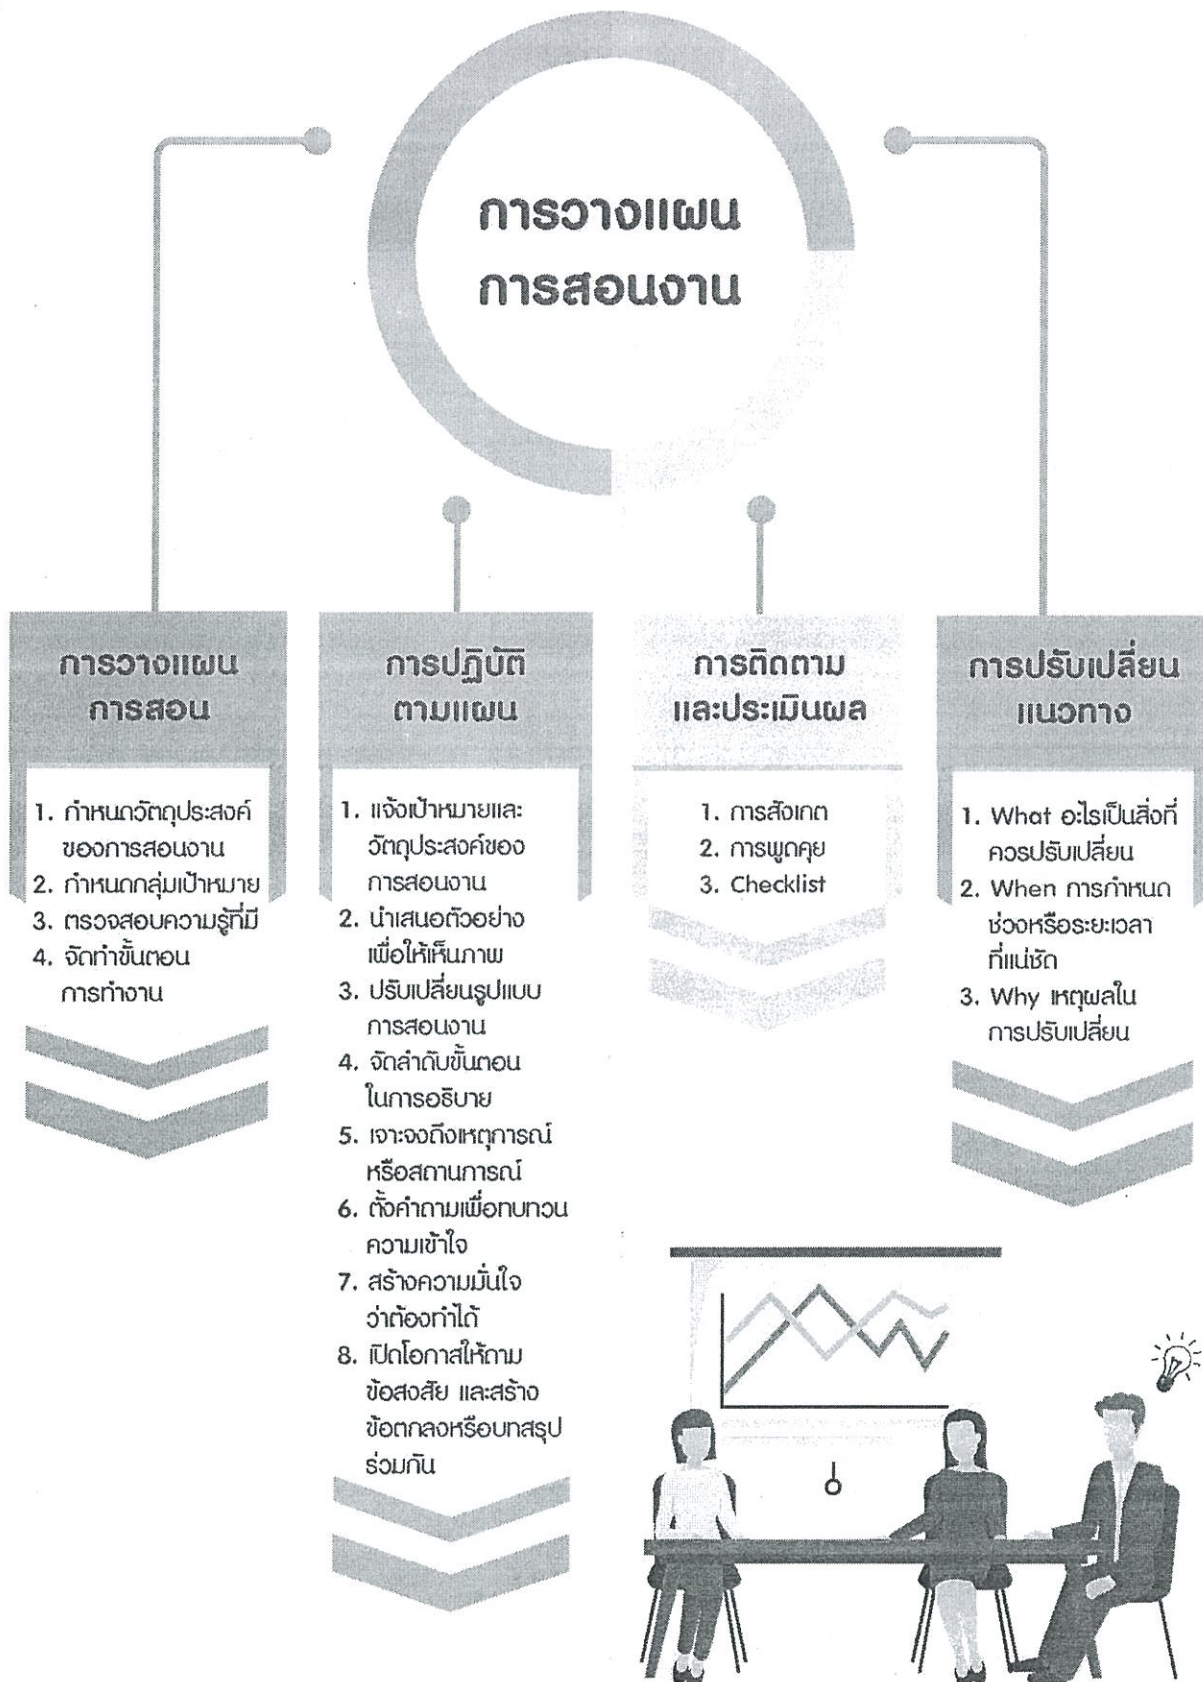 การวางแผน
การสอนงาน
การวางแผน
การสอน
1. กำหนดวัตถุประสงค์
ของการสอนงาน
2. กำหนดกลุ่มเป้าหมาย
3. ตรวจสอบความรู้ที่มี
4. จัดทำขั้นตอน
การทำงาน
การปฏิบัติ
ตามแผน
1. แจ้งเป้าหมายและ
วัตถุประสงค์ของ
การสอนงาน
2. นำเสนอตัวอย่าง
เพื่อให้เห็นภาพ
3. ปรับเปลี่ยนรูปแบบ
การสอนงาน
4. จัดลำดับขั้นตอน
ในการอธิบาย
5. เจาะจงถึงเหตุการณ์
หรือสถานการณ์
6. ตั้งคำถามเพื่อทบทวน
ความเข้าใจ
7. สร้างความมั่นใจ
ว่าต้องทำได้
8. เปิดโอกาสให้ถาม
ข้อสงสัย และสร้าง
ข้อตกลงหรือบทสรุป
ร่วมกัน
การติดตาม
และประเมินผล
1. การสังเกต
2. การพูดคุย
3. Checklist
การปรับเปลี่ยน
แนวทาง
1. What อะไรเป็นสิ่งที่
ควรปรับเปลี่ยน
2. When การกำหนด
ช่วงหรือระยะเวลา
ที่แน่ชัด
3. Why เหตุผลใน
การปรับเปลี่ยน